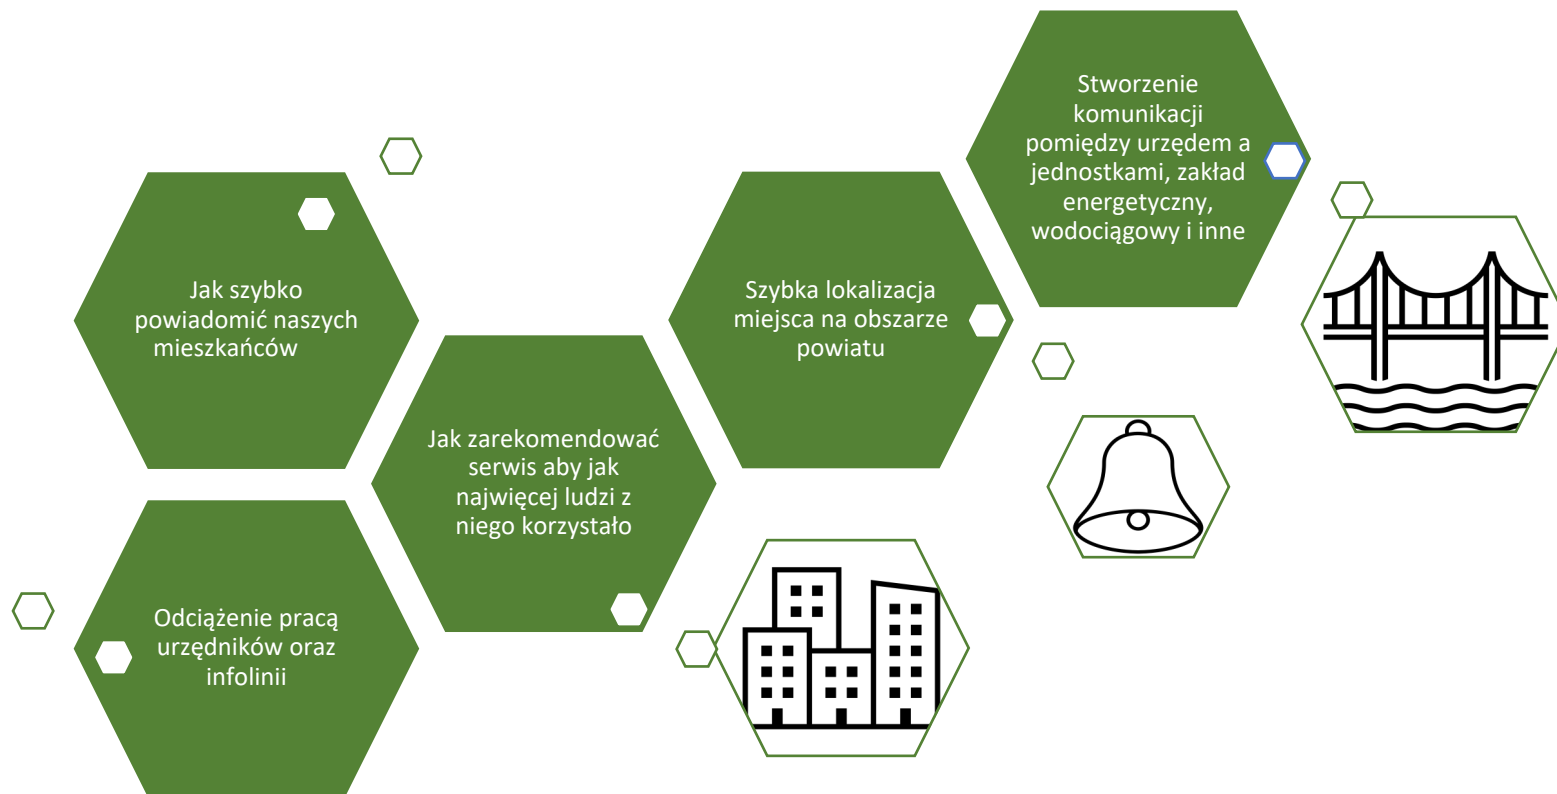 Jak szybko
powiadomić naszych
mieszkańców
Odciążenie pracą
urzędników oraz
infolinii
Jak zarekomendować
serwis aby jak
najwięcej ludzi z
niego korzystało
Szybka lokalizacja
miejsca na obszarze
powiatu
Stworzenie
komunikacji
pomiędzy urzędem a
jednostkami, zakład
energetyczny,
wodociągowy i inne